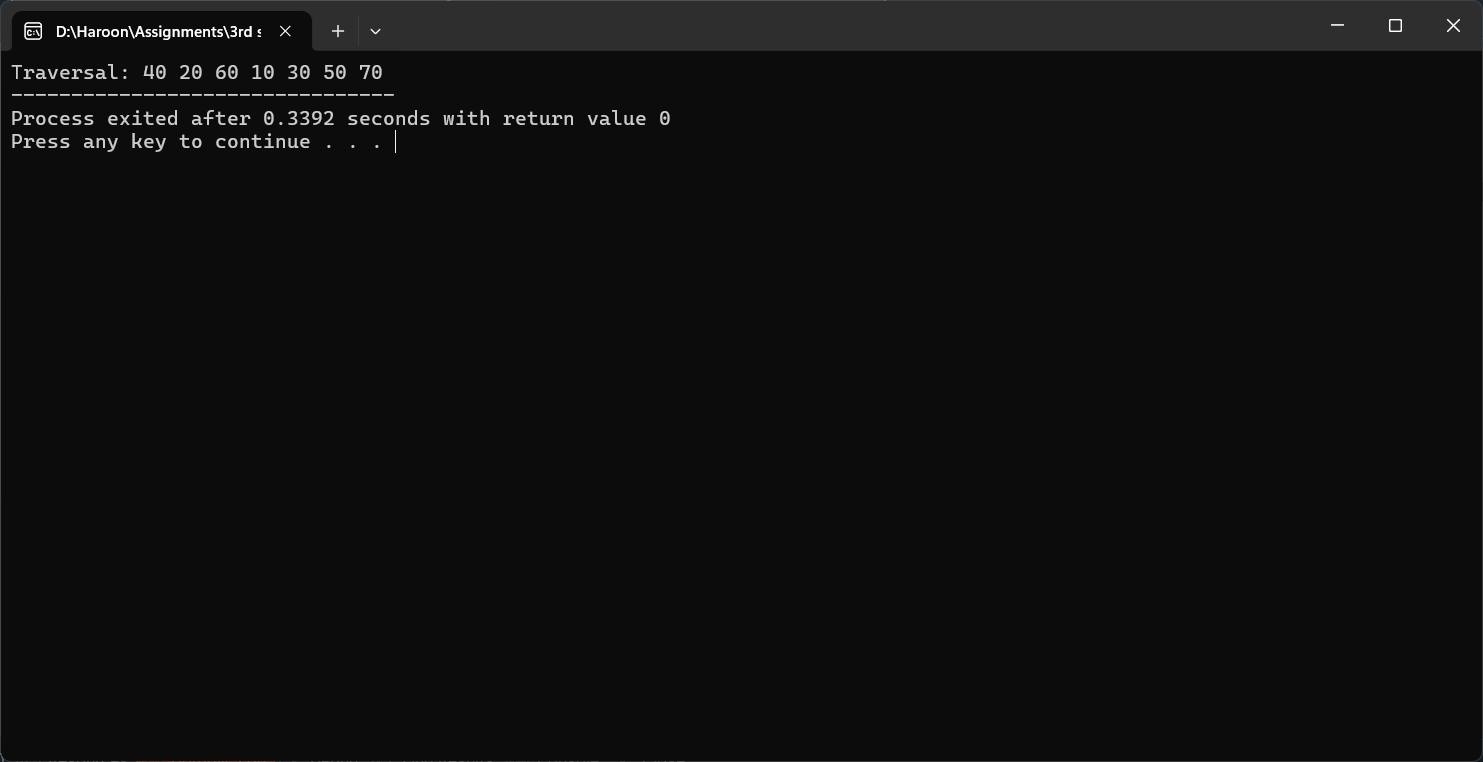 D:\Haroon\Assignments\3rd s
Traversal: 40 20 60 10 30 50 70
--------------------------------
Process exited after 0.3392 seconds with return value 0
Press any key to continue . . .